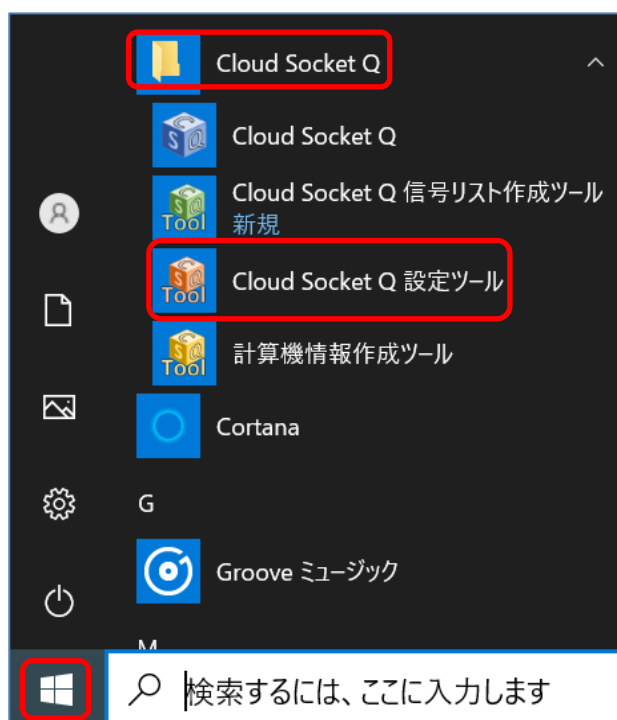 Cloud Socket Q
Cloud Socket Q
Cloud Socket Q 信号リスト作成ツール
新規
Cloud Socket Q 設定ツール
計算機情報作成ツール
Cortana
G
Groove ミュージック
M
検索するには、ここに入力します